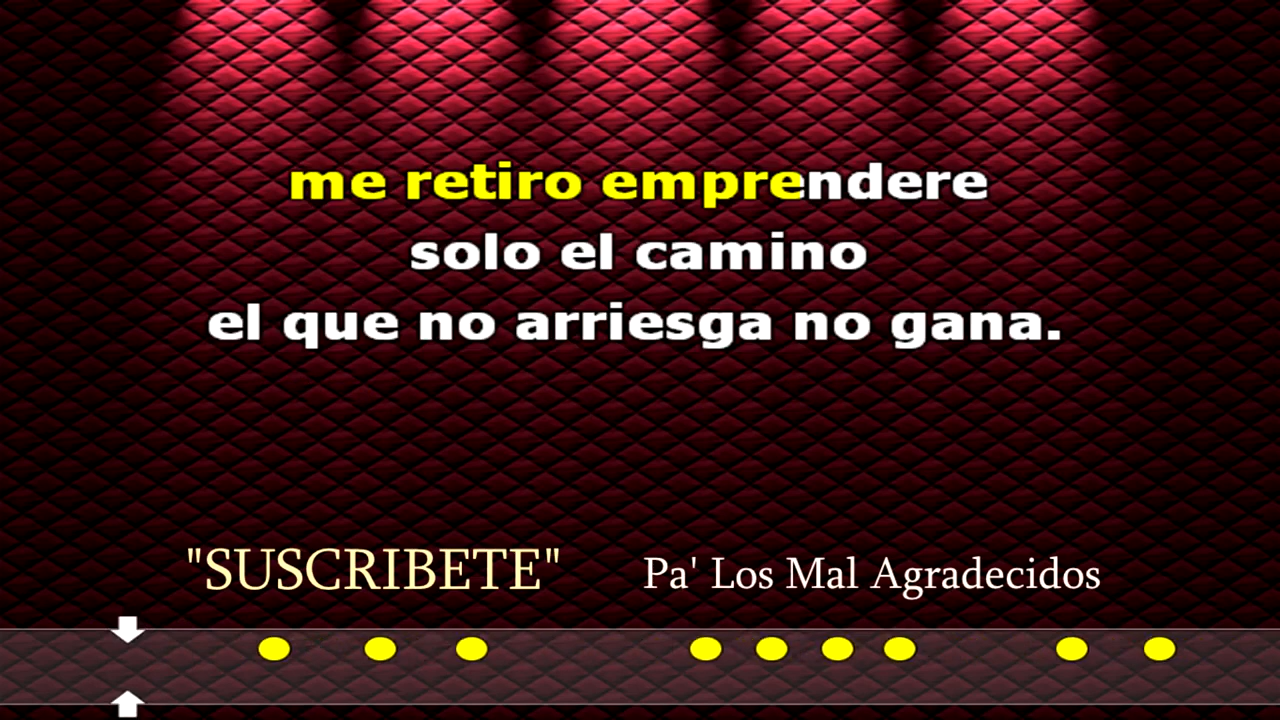 me retiro emprendere
solo el camino
el que no arriesga no gana.
"SUSCRIBETE" Pa' Los Mal Agradecidos